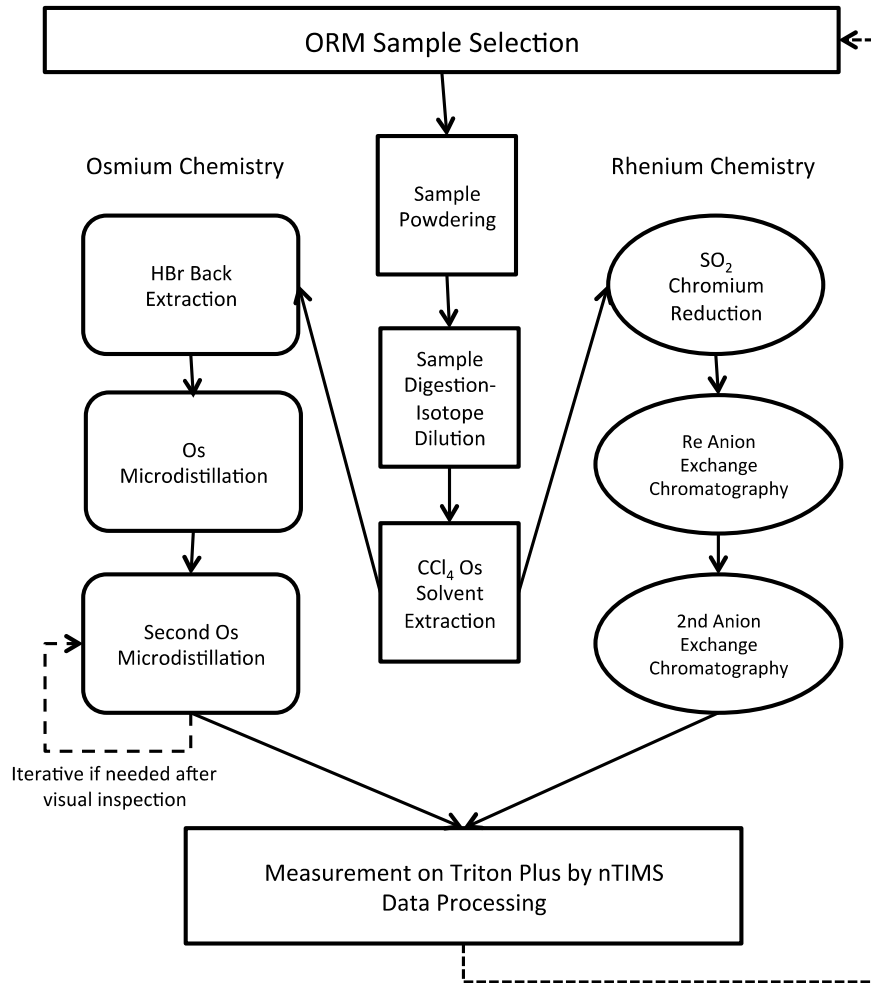 ORM Sample Selection
Osmium Chemistry
Rhenium Chemistry
Sample
Powdering
HBr Back
Extraction
SO₂
Chromium
Reduction
Sample
Digestion-
Isotope
Dilution
Os
Microdistillation
Re Anion
Exchange
Chromatography
CCl₄ Os
Solvent
Extraction
Second Os
Microdistillation
2nd Anion
Exchange
Chromatography
Iterative if needed after
visual inspection
Measurement on Triton Plus by nTIMS
Data Processing